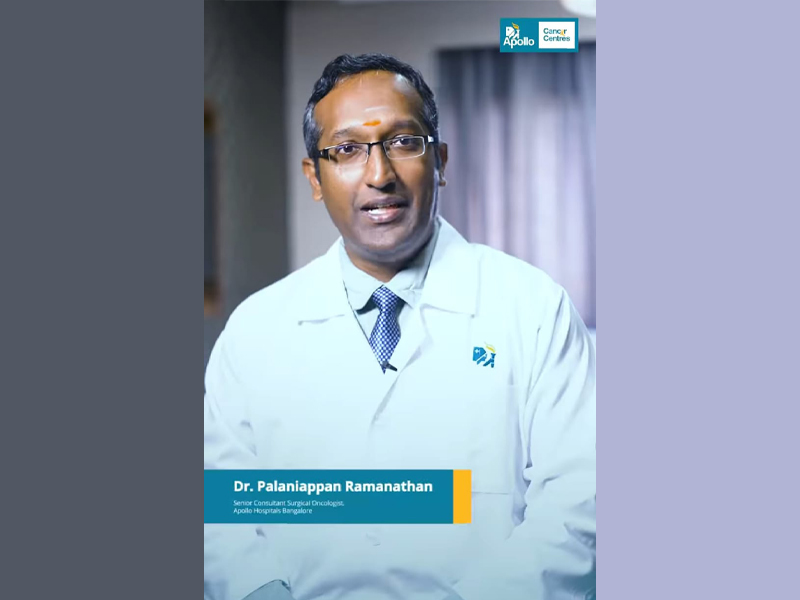 Apollo
Cancer
Centres
Dr. Palaniappan Ramanathan
Senior Consultant Surgical Oncologist,
Apollo Hospitals Bangalore